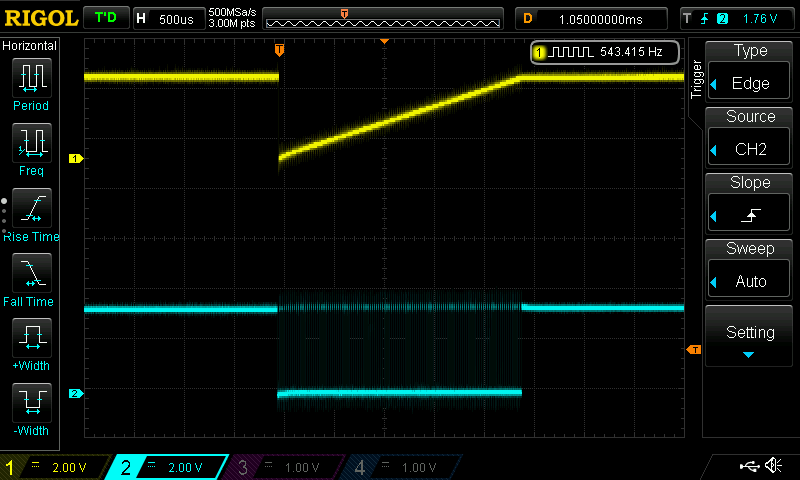 RIGOL T'D H 500us 500MSa/s 3.00M pts T D 1.05000000ms T 2 1.76 V
Horizontal
Period
Freq
Rise Time
Fall Time
+Width
-Width
T
1 543.415 Hz
1
2
T
Trigger
Type
Edge
Source
CH2
Slope
Sweep
Auto
Setting
1 2.00 V 2 2.00 V 3 1.00 V 4 1.00 V